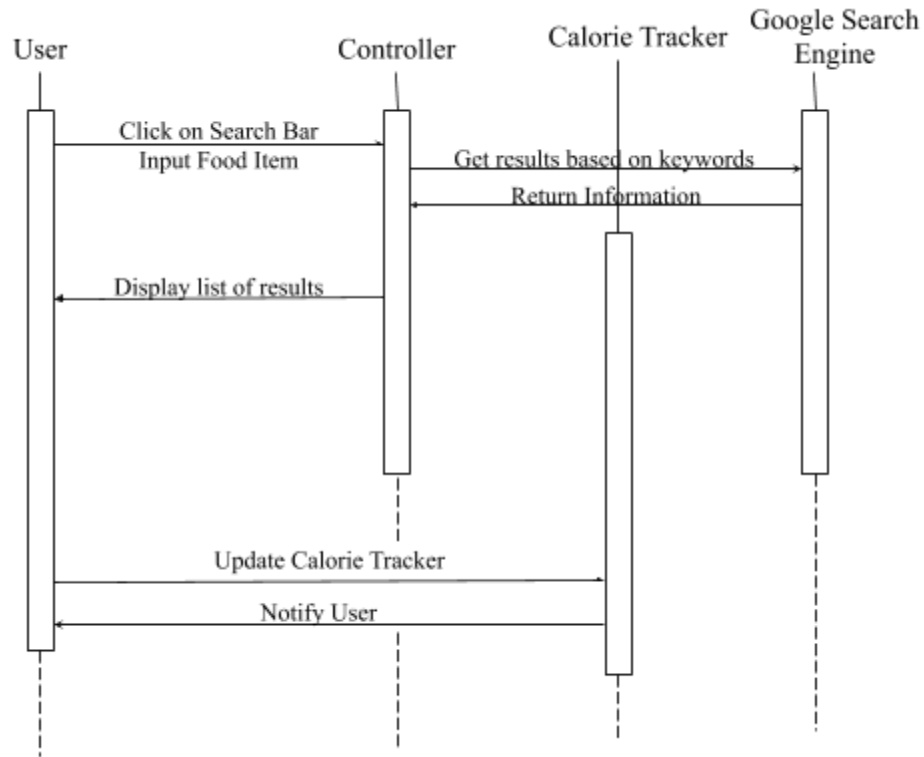 User
Controller
Calorie Tracker
Google Search
Engine
Click on Search Bar
Input Food Item
Get results based on keywords
Return Information
Display list of results
Update Calorie Tracker
Notify User